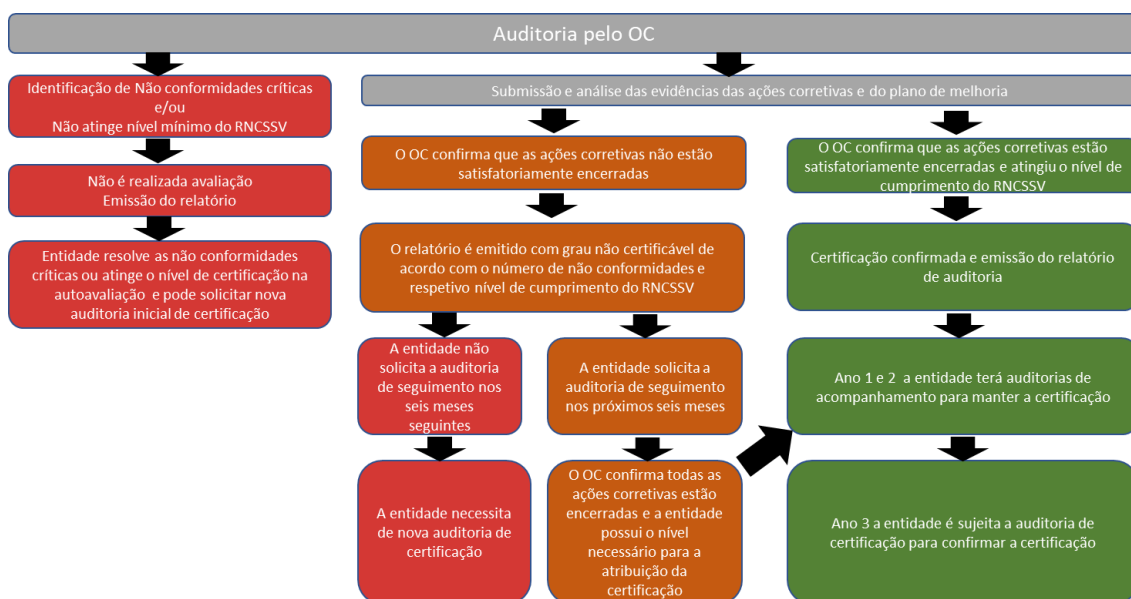 Auditoria pelo OC
Identificação de Não conformidades críticas
e/ou
Não atinge nível mínimo do RNCSSV
Não é realizada avaliação
Emissão do relatório
Entidade resolve as não conformidades
críticas ou atinge o nível de certificação na
autoavaliação e pode solicitar nova
auditoria inicial de certificação
Submissão e análise das evidências das ações corretivas e do plano de melhoria
O OC confirma que as ações corretivas não estão
satisfatoriamente encerradas
O relatório é emitido com grau não certificável de
acordo com o número de não conformidades e
respetivo nível de cumprimento do RNCSSV
A entidade não
solicita a auditoria
de seguimento nos
seis meses
seguintes
A entidade necessita
de nova auditoria de
certificação
A entidade solicita a
auditoria de seguimento
nos próximos seis meses
O OC confirma todas as
ações corretivas estão
encerradas e a entidade
possui o nível
necessário para a
atribuição da
certificação
O OC confirma que as ações corretivas estão
satisfatoriamente encerradas e atingiu o nível de
cumprimento do RNCSSV
Certificação confirmada e emissão do relatório
de auditoria
Ano 1 e 2 a entidade terá auditorias de
acompanhamento para manter a certificação
Ano 3 a entidade é sujeita a auditoria de
certificação para confirmar a certificação